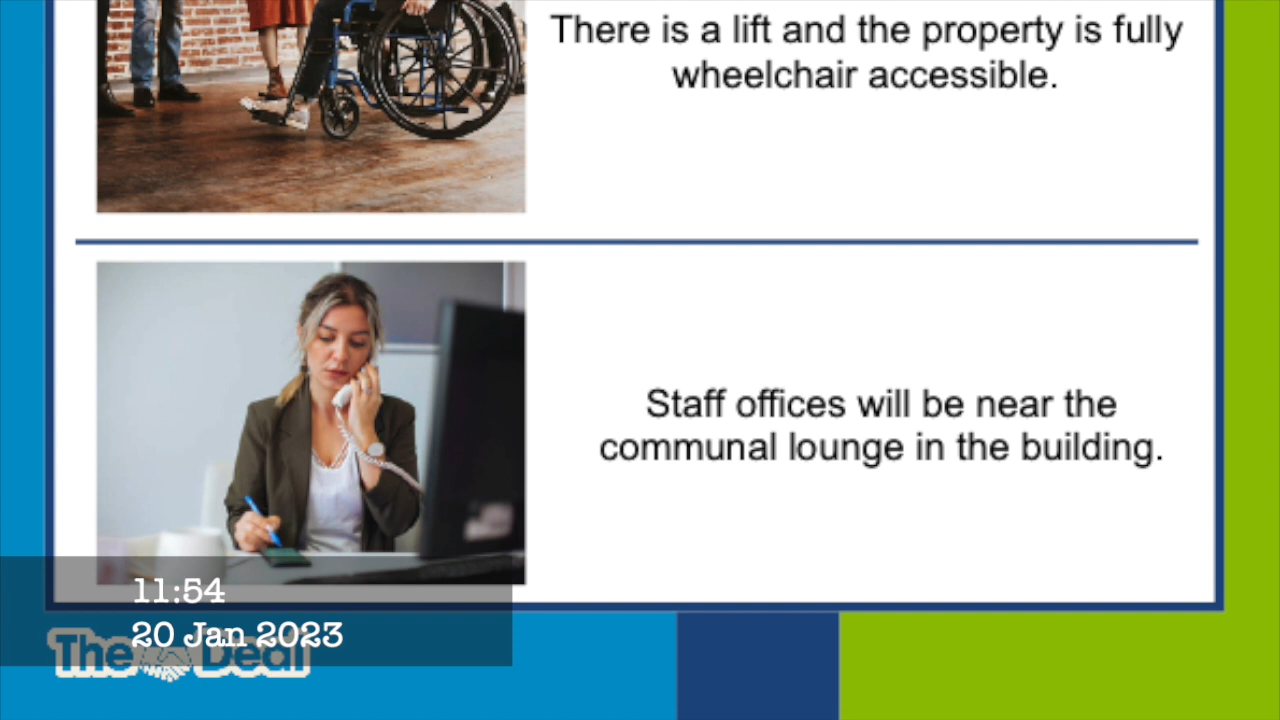 There is a lift and the property is fully
wheelchair accessible.
Staff offices will be near the
communal lounge in the building.
11:54
20 Jan 2023
The Deal